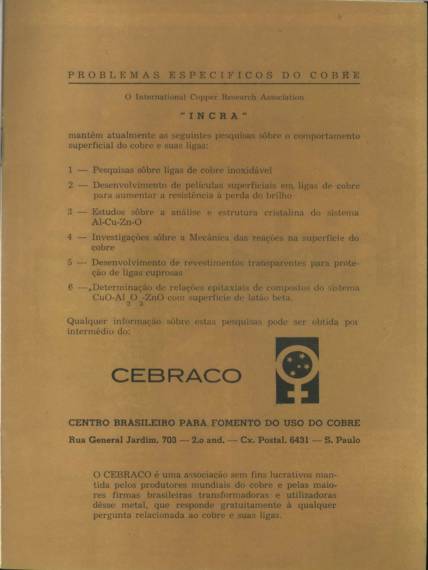 PROBLEMAS ESPECIFICOS DO COBRE
O International Copper Research Association
"INCRA"
mantém atualmente as seguintes pesquisas sôbre o comportamento
superficial do cobre e suas ligas:
1 — Pesquisas sôbre ligas de cobre inoxidável
2 — Desenvolvimento de películas superficiais em ligas de cobre
para aumentar a resistência à perda do brilho
3 — Estudos sôbre a análise e estrutura cristalina do sistema
Al-Cu-Zn-O
4 — Investigações sôbre a Mecânica das reações na superfície do
cobre
5 — Desenvolvimento de revestimentos transparentes para prote-
ção de ligas cuprosas
6 — Determinação de relações epitaxiais de compostos do sistema
CuO-Al2O3-ZnO com superfície de latão beta.
Qualquer informação sôbre estas pesquisas pode ser obtida por
intermédio do:
CEBRACO
CENTRO BRASILEIRO PARA FOMENTO DO USO DO COBRE
Rua General Jardim, 703 — 2.o and. — Cx. Postal, 6431 — S. Paulo
O CEBRACO é uma associação sem fins lucrativos man-
tida pelos produtores mundiais do cobre e pelas maio-
res firmas brasileiras transformadoras e utilizadoras
dêsse metal, que responde gratuitamente à qualquer
pergunta relacionada ao cobre e suas ligas.